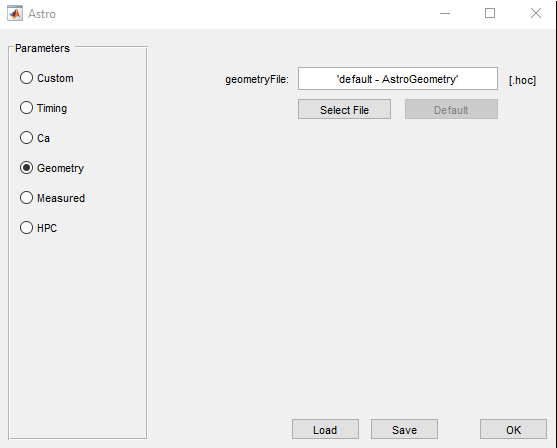 Astro
Parameters
Custom
Timing
Ca
Geometry
Measured
HPC
geometryFile: 'default - AstroGeometry' [.hoc]
Select File Default
Load Save OK